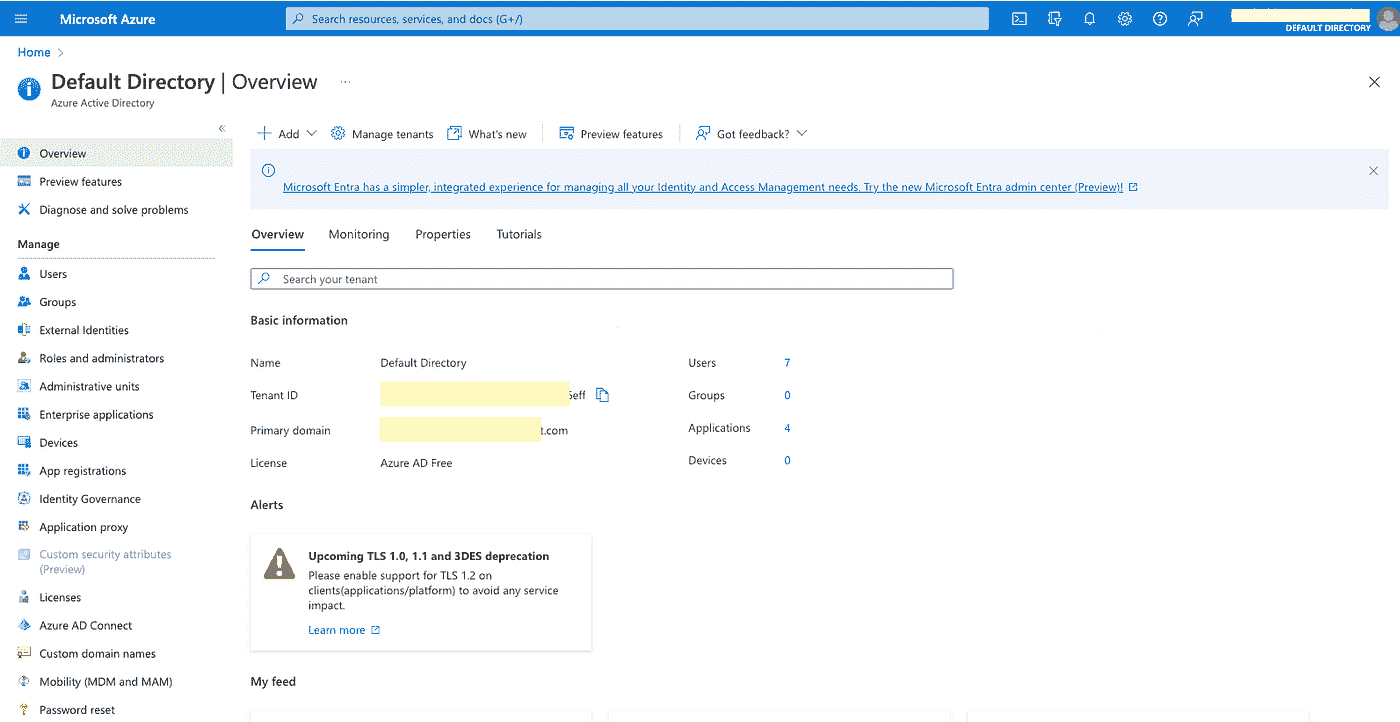 Microsoft Azure
Search resources, services, and docs (G+/)
DEFAULT DIRECTORY
Home
Default Directory | Overview
...
Azure Active Directory
«
Overview
Preview features
Diagnose and solve problems
Manage
Users
Groups
External Identities
Roles and administrators
Administrative units
Enterprise applications
Devices
App registrations
Identity Governance
Application proxy
Custom security attributes
(Preview)
Licenses
Azure AD Connect
Custom domain names
Mobility (MDM and MAM)
Password reset
Add
Manage tenants
What's new
Preview features
Got feedback?
Microsoft Entra has a simpler, integrated experience for managing all your Identity and Access Management needs. Try the new Microsoft Entra admin center (Preview)!
Overview
Monitoring
Properties
Tutorials
Search your tenant
Basic information
Name Default Directory
Tenant ID eff
Primary domain t.com
License Azure AD Free
Users 7
Groups 0
Applications 4
Devices 0
Alerts
Upcoming TLS 1.0, 1.1 and 3DES deprecation
Please enable support for TLS 1.2 on
clients(applications/platform) to avoid any service
impact.
Learn more
My feed